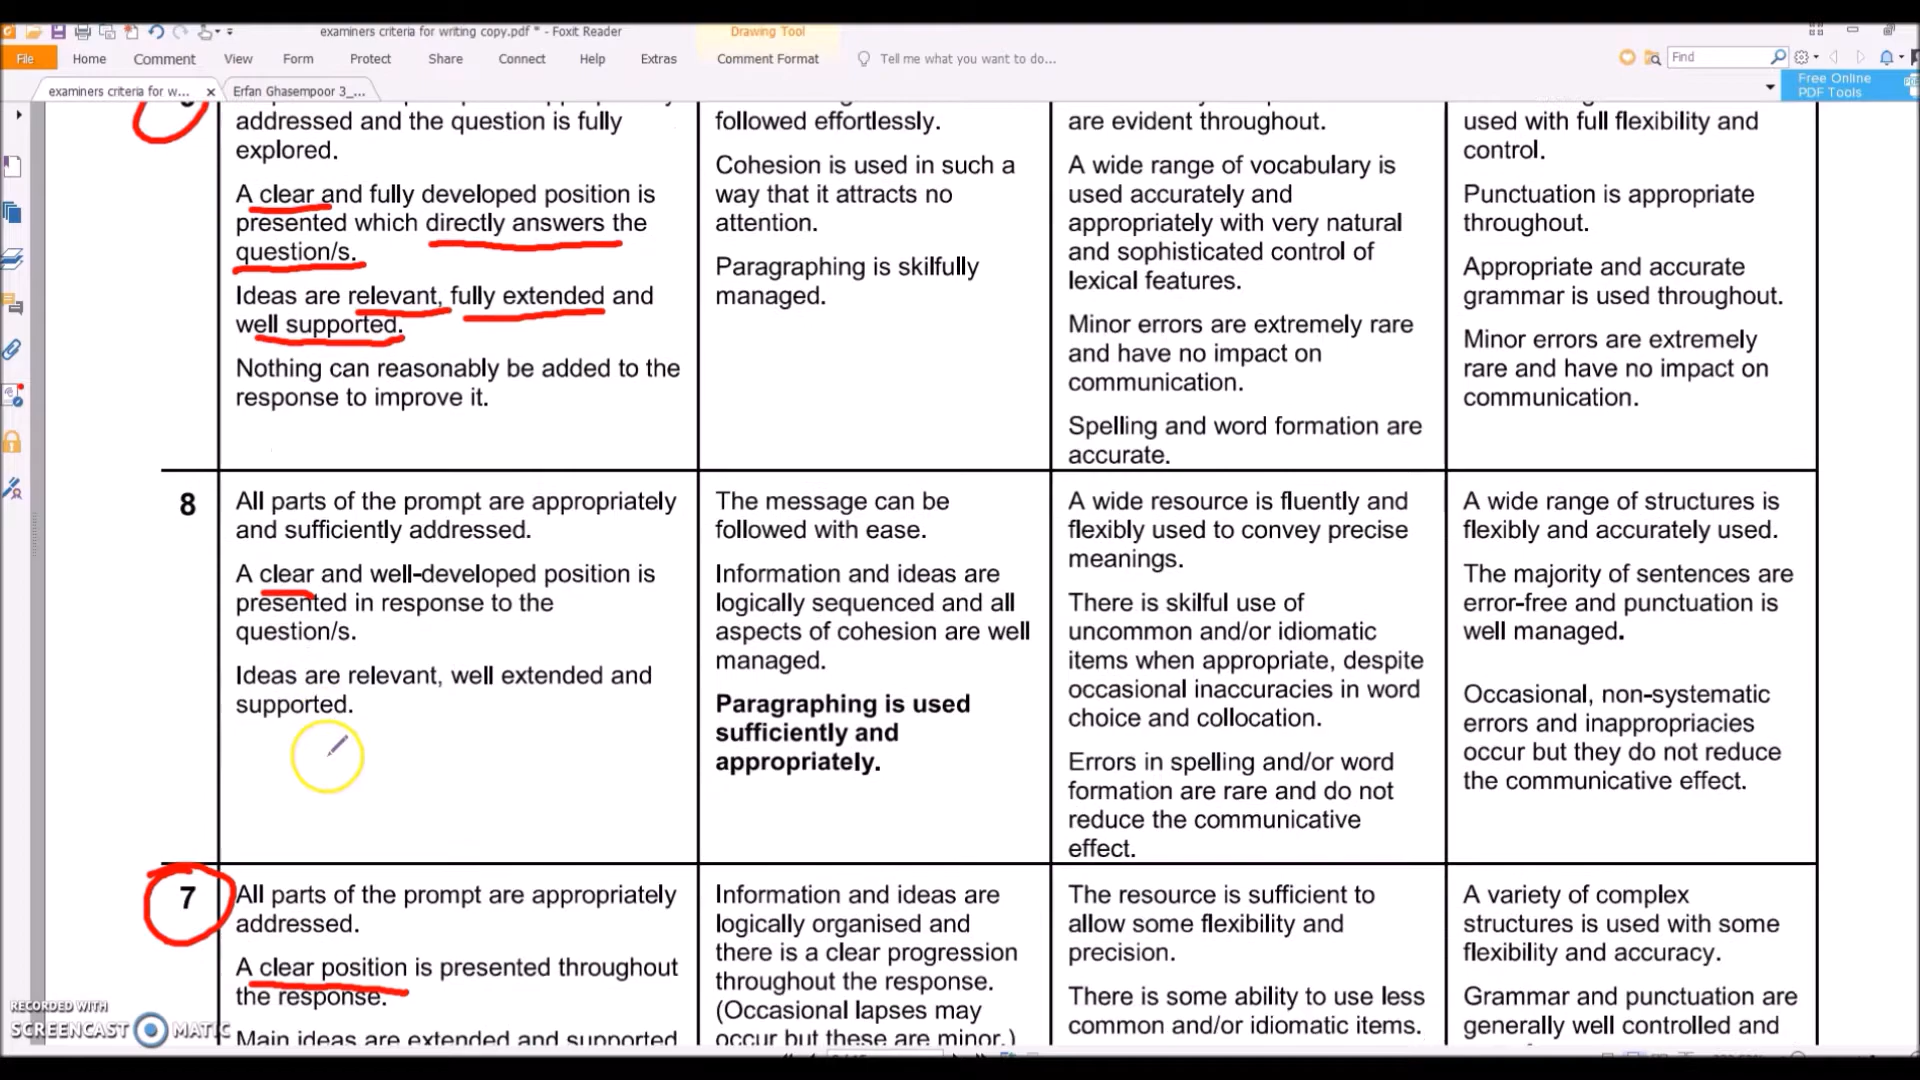 examiners criteria for writing copy.pdf * - Foxit Reader
Drawing Tool
File
Home
Comment
View
Form
Protect
Share
Connect
Help
Extras
Comment Format
Tell me what you want to do...
Find
examiners criteria for w... x
Erfan Ghasempoor 3_...
Free Online
PDF Tools
addressed and the question is fully
explored.
A clear and fully developed position is
presented which directly answers the
question/s.
Ideas are relevant, fully extended and
well supported.
Nothing can reasonably be added to the
response to improve it.
followed effortlessly.
Cohesion is used in such a
way that it attracts no
attention.
Paragraphing is skilfully
managed.
are evident throughout.
A wide range of vocabulary is
used accurately and
appropriately with very natural
and sophisticated control of
lexical features.
Minor errors are extremely rare
and have no impact on
communication.
Spelling and word formation are
accurate.
used with full flexibility and
control.
Punctuation is appropriate
throughout.
Appropriate and accurate
grammar is used throughout.
Minor errors are extremely
rare and have no impact on
communication.
8
All parts of the prompt are appropriately
and sufficiently addressed.
A clear and well-developed position is
presented in response to the
question/s.
Ideas are relevant, well extended and
supported.
The message can be
followed with ease.
Information and ideas are
logically sequenced and all
aspects of cohesion are well
managed.
Paragraphing is used
sufficiently and
appropriately.
A wide resource is fluently and
flexibly used to convey precise
meanings.
There is skilful use of
uncommon and/or idiomatic
items when appropriate, despite
occasional inaccuracies in word
choice and collocation.
Errors in spelling and/or word
formation are rare and do not
reduce the communicative
effect.
A wide range of structures is
flexibly and accurately used.
The majority of sentences are
error-free and punctuation is
well managed.
Occasional, non-systematic
errors and inappropriacies
occur but they do not reduce
the communicative effect.
7
All parts of the prompt are appropriately
addressed.
A clear position is presented throughout
the response.
Main ideas are extended and supported
Information and ideas are
logically organised and
there is a clear progression
throughout the response.
(Occasional lapses may
occur but these are minor.)
The resource is sufficient to
allow some flexibility and
precision.
There is some ability to use less
common and/or idiomatic items.
A variety of complex
structures is used with some
flexibility and accuracy.
Grammar and punctuation are
generally well controlled and
RECORDED WITH
SCREENCAST MATIC